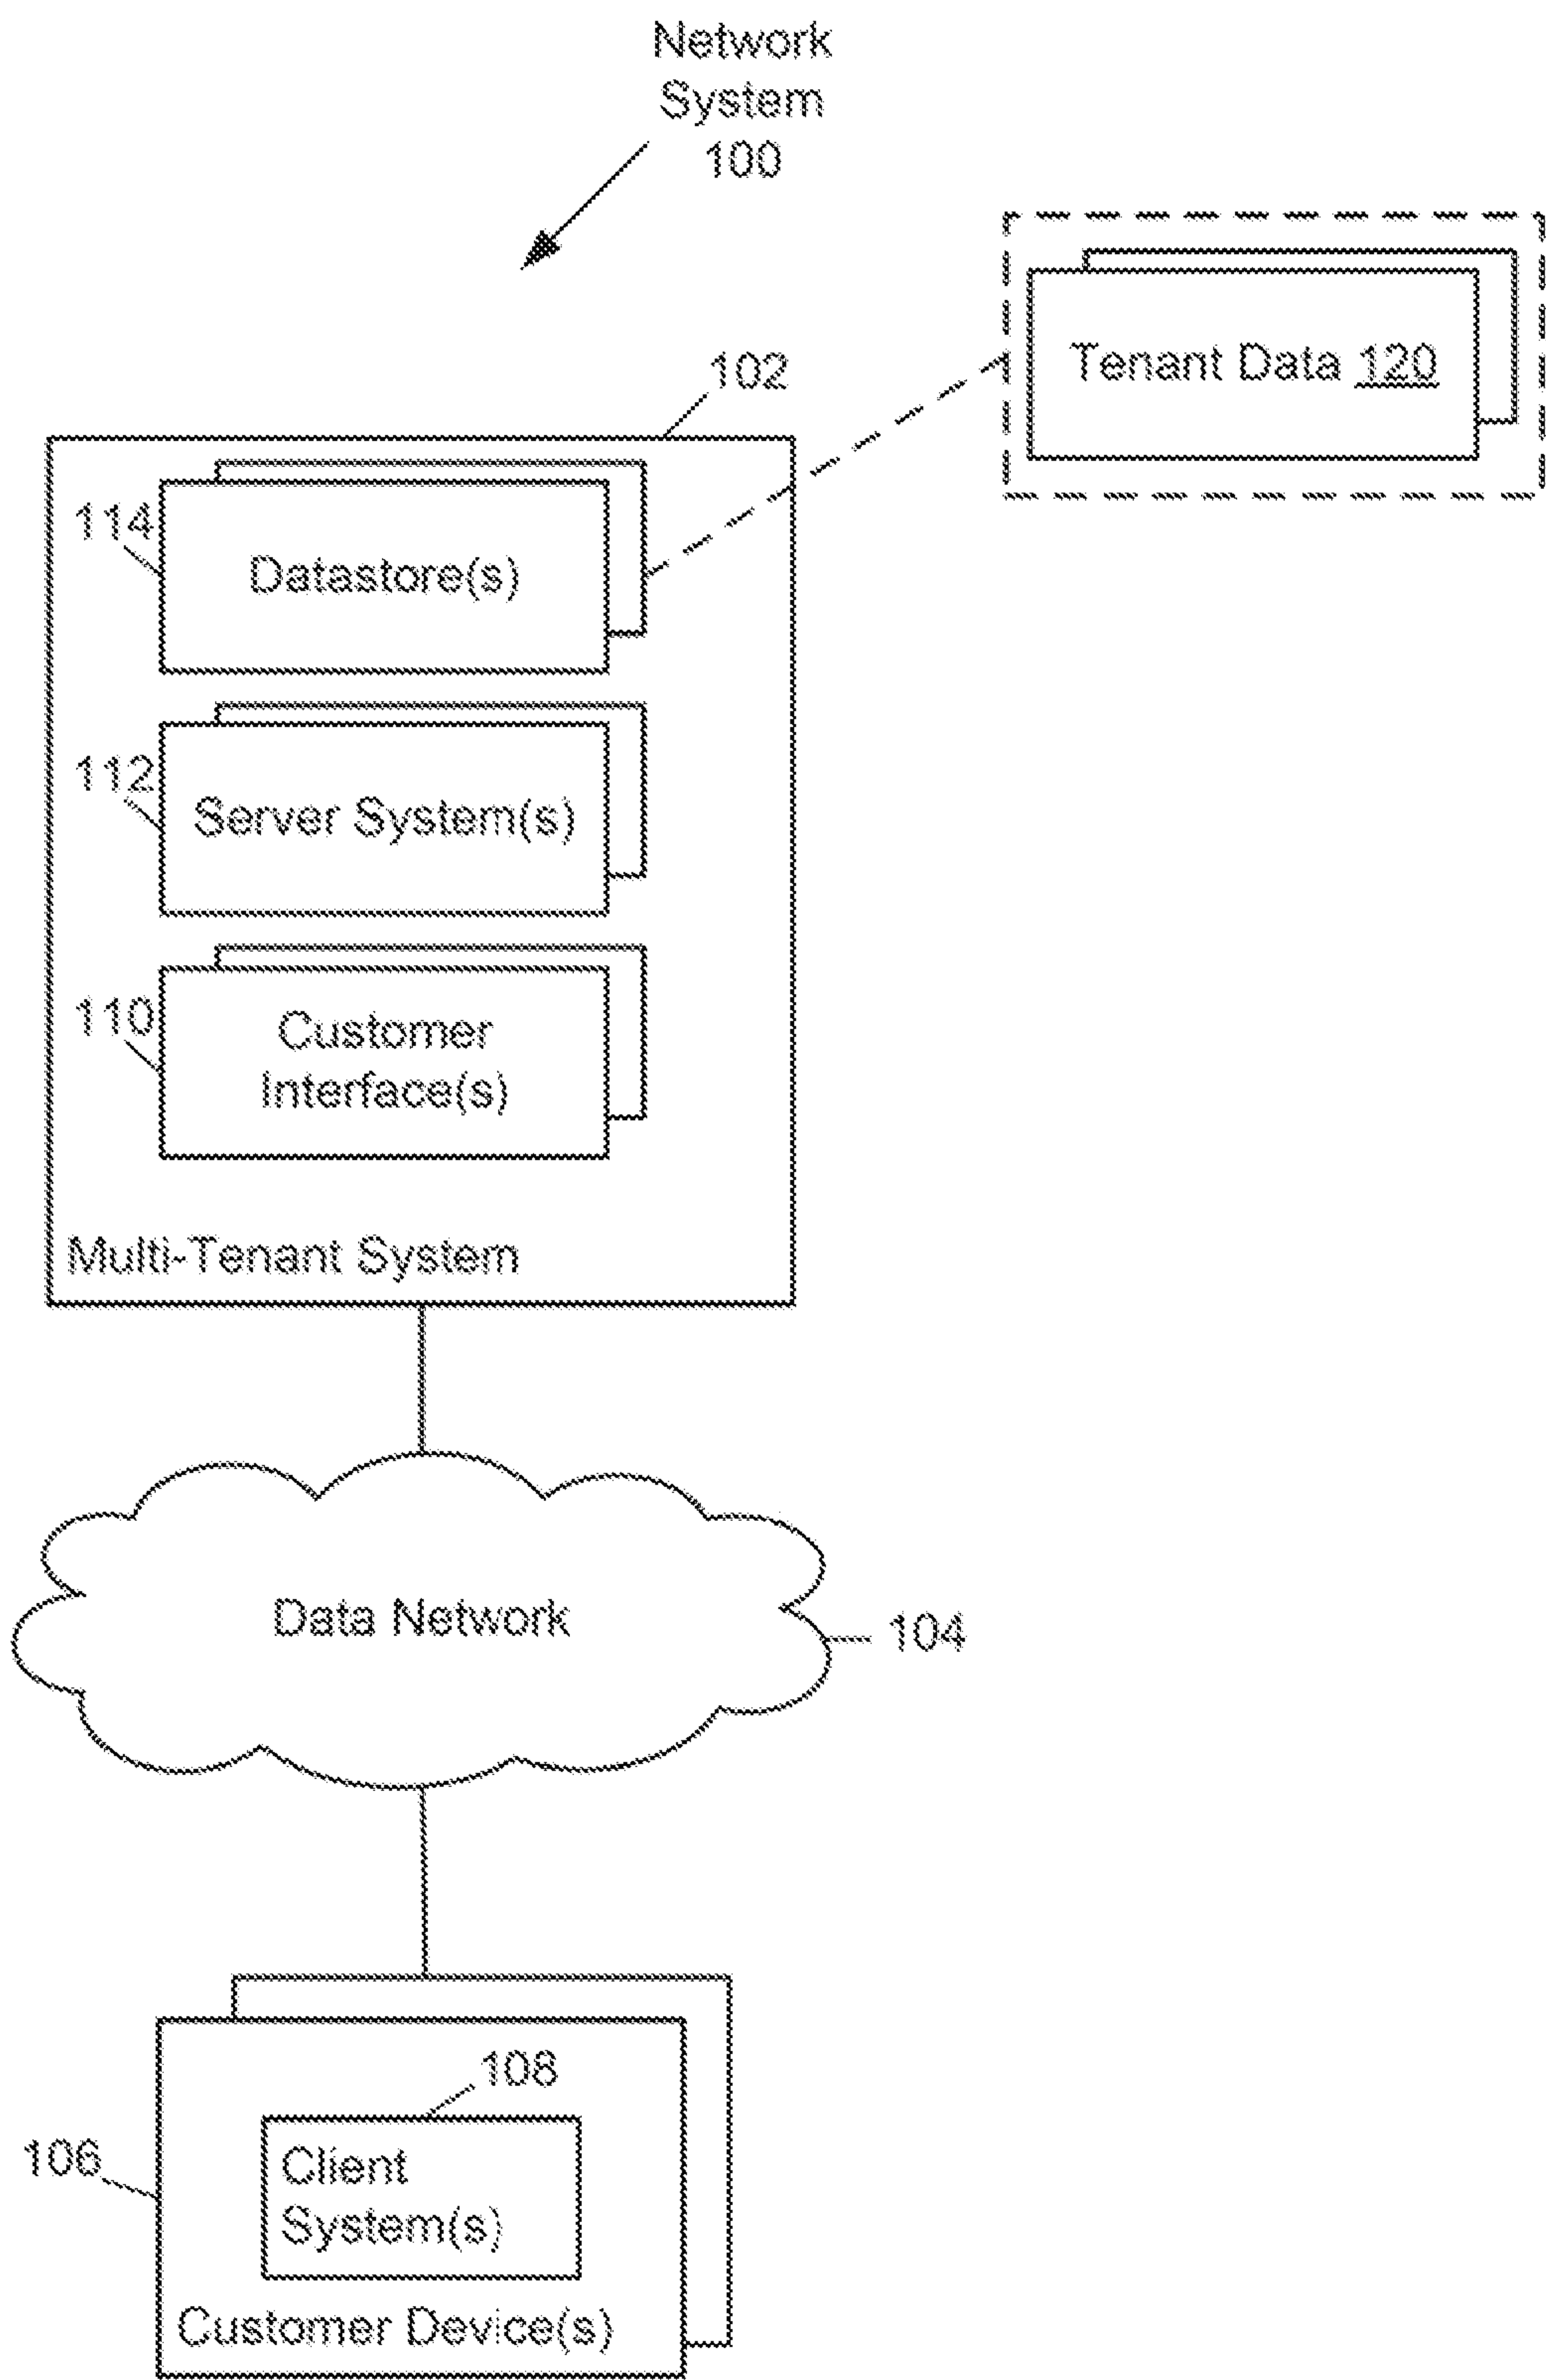 Network
System
100
Tenant Data 120
102
114
Datastore(s)
112
Server System(s)
110
Customer
Interface(s)
Multi-Tenant System
Data Network
104
108
106
Client
System(s)
Customer Device(s)